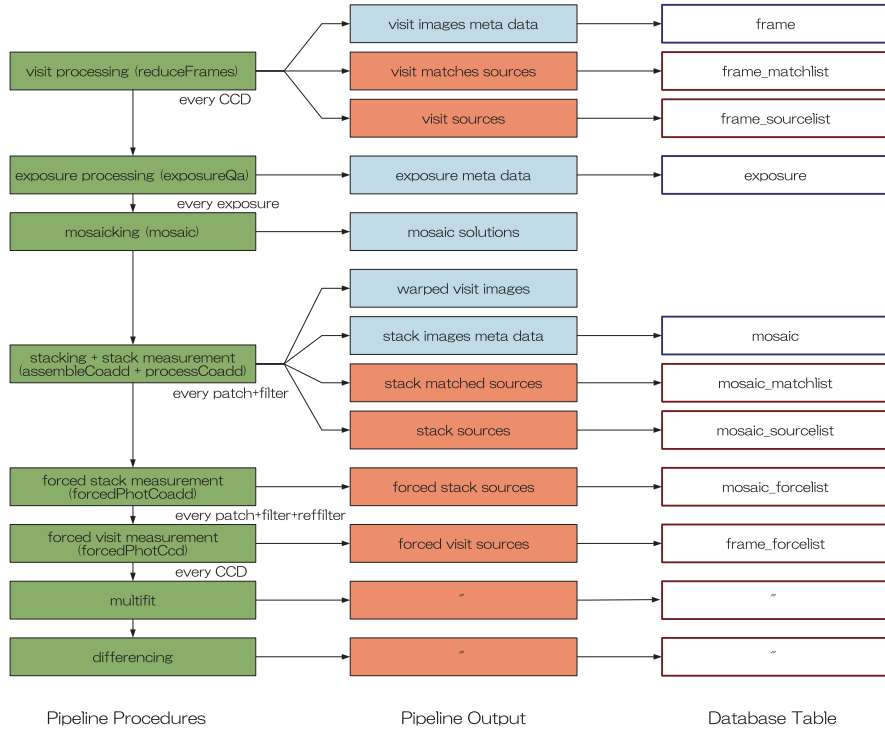 visit images meta data
frame
visit processing (reduceFrames)
visit matches sources
frame_matchlist
every CCD
visit sources
frame_sourcelist
exposure processing (exposureQa)
exposure meta data
exposure
every exposure
mosaicking (mosaic)
mosaic solutions
warped visit images
stack images meta data
mosaic
stacking + stack measurement
(assembleCoadd + processCoadd)
stack matched sources
mosaic_matchlist
every patch+filter
stack sources
mosaic_sourcelist
forced stack measurement
(forcedPhotCoadd)
forced stack sources
mosaic_forcelist
every patch+filter+reffilter
forced visit measurement
(forcedPhotCcd)
forced visit sources
frame_forcelist
every CCD
multifit
〃
〃
differencing
〃
〃
Pipeline Procedures
Pipeline Output
Database Table